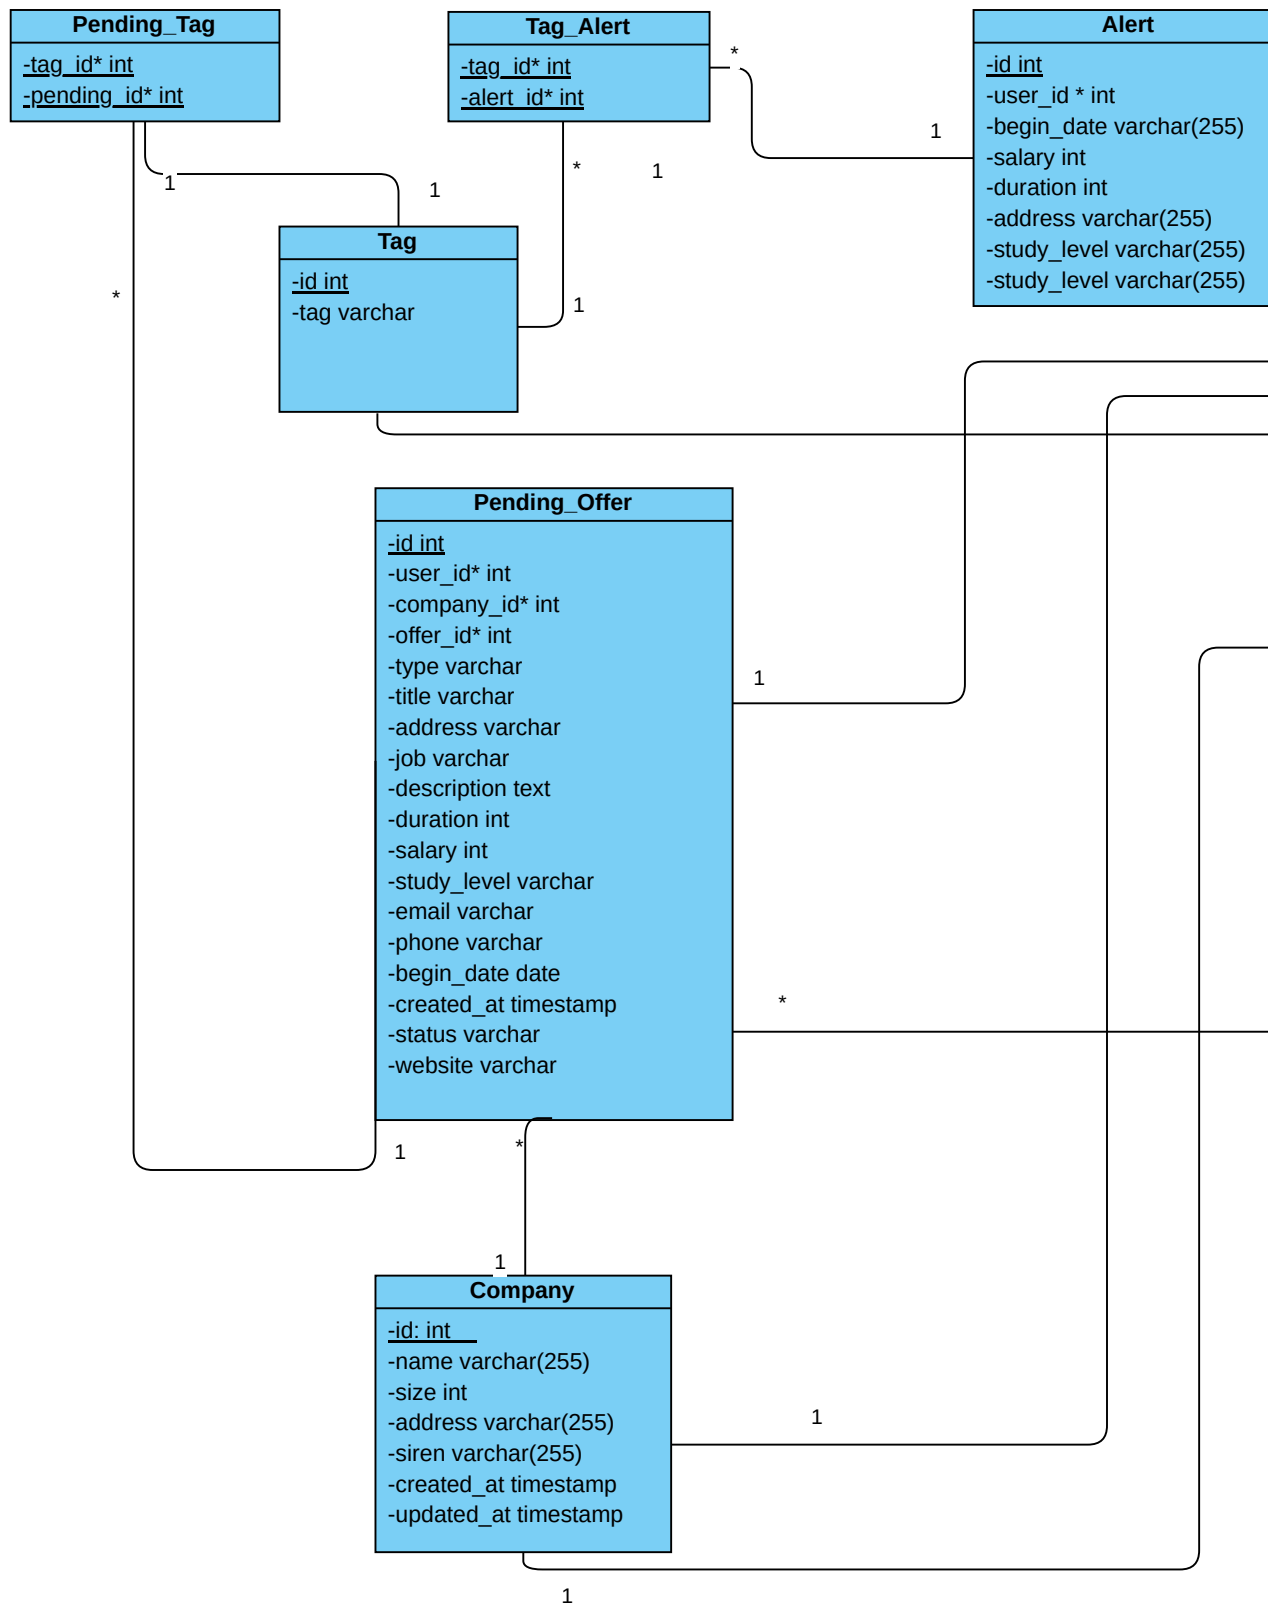 Pending_Tag
-tag_id* int
-pending_id* int
Tag_Alert
-tag_id* int
-alert_id* int
Alert
-id int
-user_id * int
-begin_date varchar(255)
-salary int
-duration int
-address varchar(255)
-study_level varchar(255)
-study_level varchar(255)
*
1
*
1
1
1
*
1
Tag
-id int
-tag varchar
Pending_Offer
-id int
-user_id* int
-company_id* int
-offer_id* int
-type varchar
-title varchar
-address varchar
-job varchar
-description text
-duration int
-salary int
-study_level varchar
-email varchar
-phone varchar
-begin_date date
-created_at timestamp
-status varchar
-website varchar
1
*
1
*
1
Company
-id: int
-name varchar(255)
-size int
-address varchar(255)
-siren varchar(255)
-created_at timestamp
-updated_at timestamp
1
1